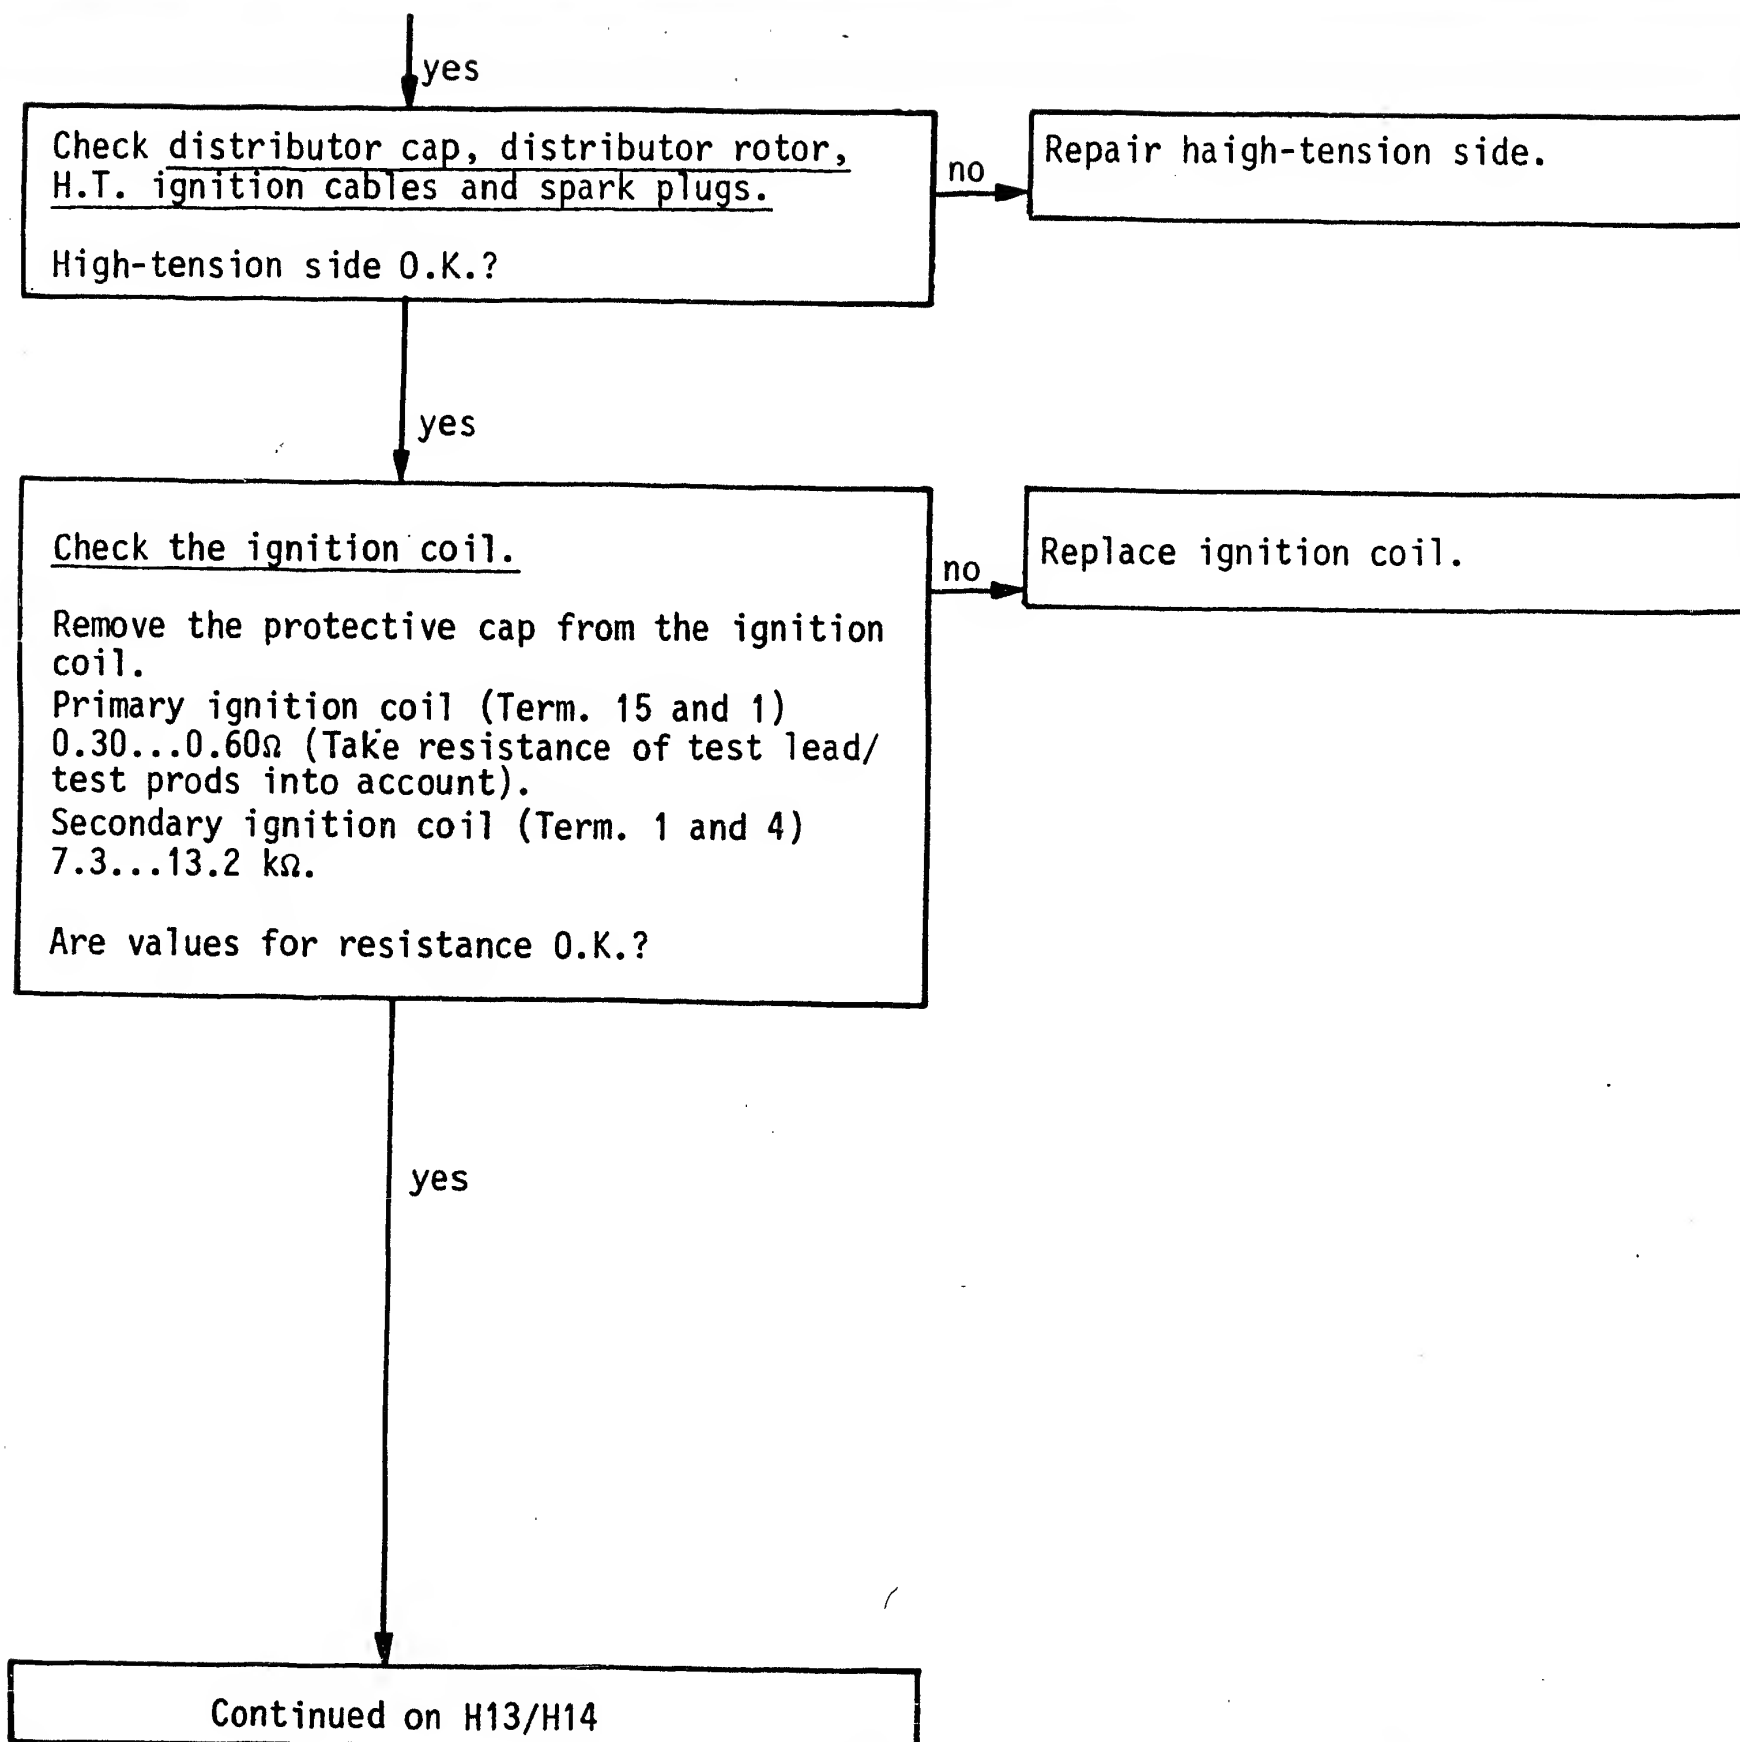 yes
Check distributor cap, distributor rotor,
H.T. ignition cables and spark plugs.
High-tension side O.K.?
no
Repair haigh-tension side.
yes
Check the ignition coil.
Remove the protective cap from the ignition
coil.
Primary ignition coil (Term. 15 and 1)
0.30...0.60Ω (Take resistance of test lead/
test prods into account).
Secondary ignition coil (Term. 1 and 4)
7.3...13.2 kΩ.
Are values for resistance O.K.?
no
Replace ignition coil.
yes
Continued on H13/H14